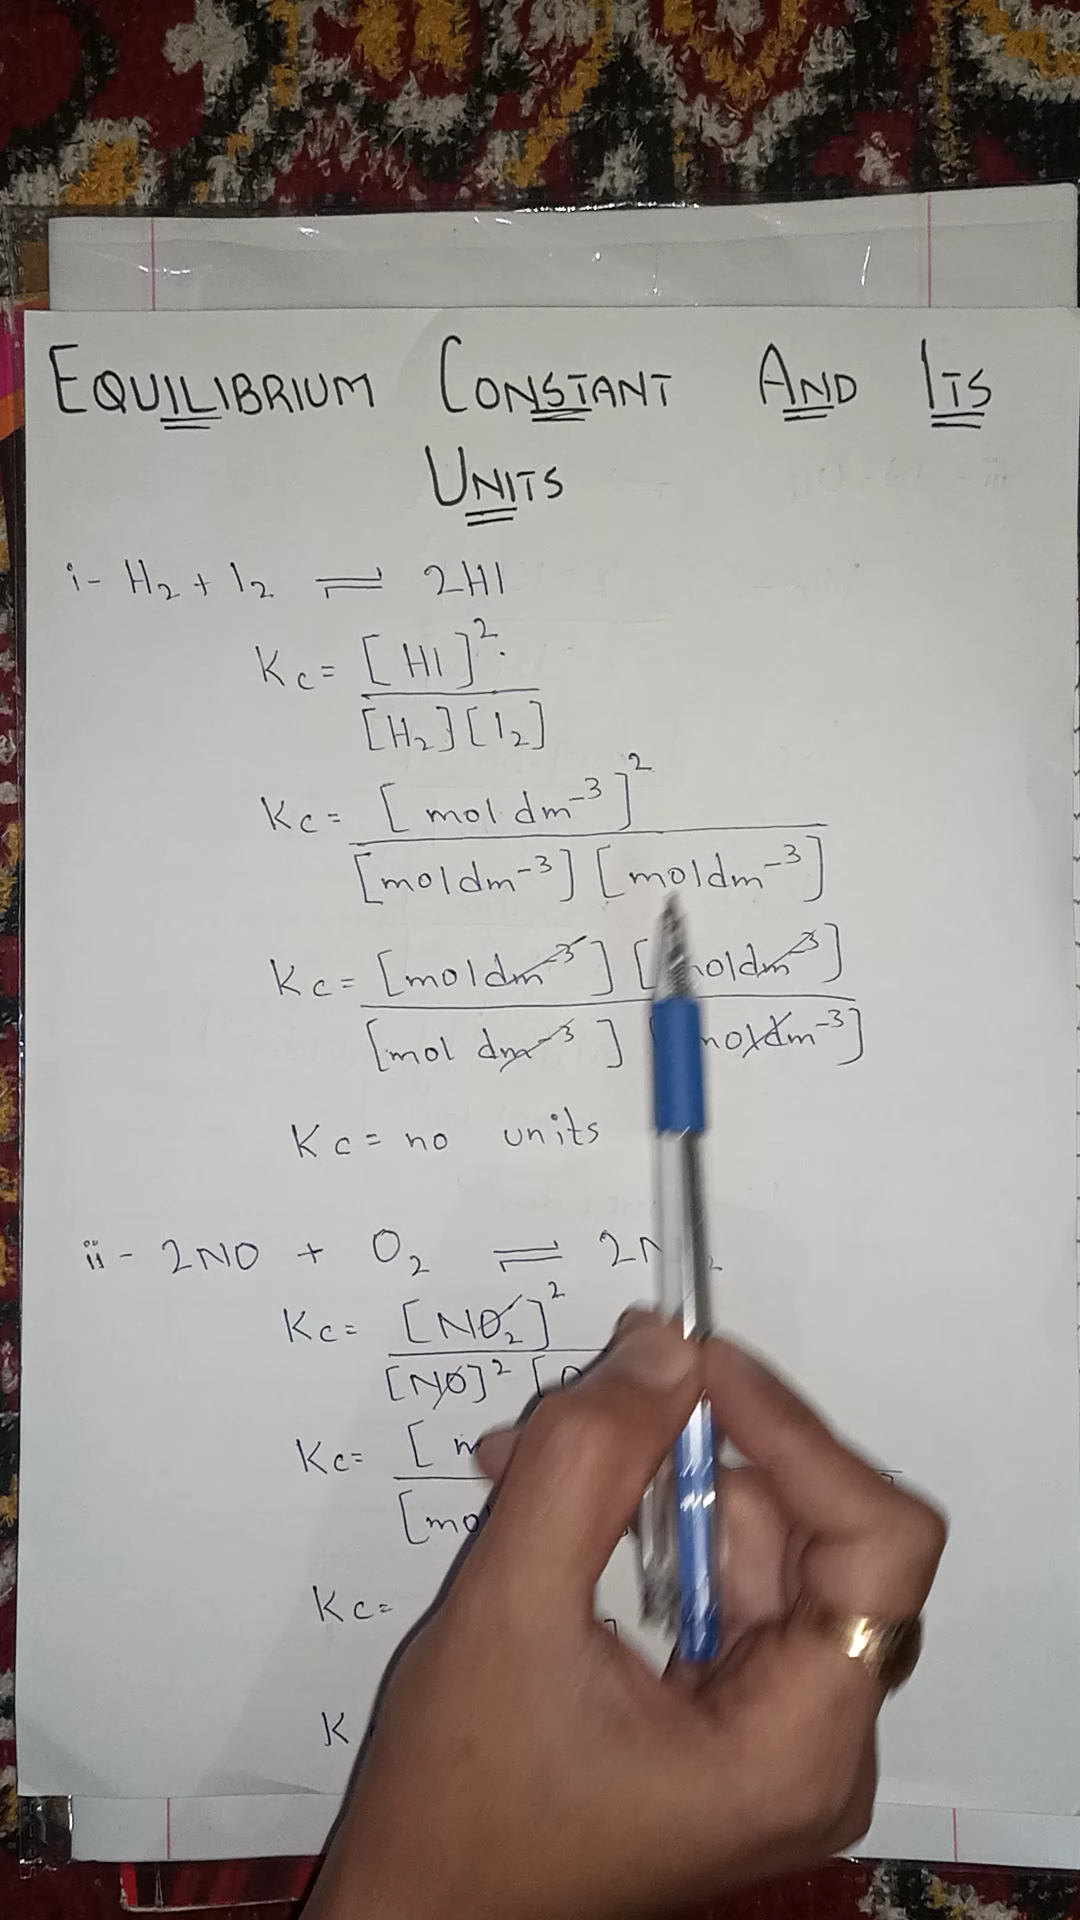 EQUILIBRIUM CONSTANT AND ITS
UNITS
i- H₂ + I₂ ⇌ 2HI
Kc = [HI]²
[H₂][I₂]
Kc = [mol dm⁻³]²
[moldm⁻³] [moldm⁻³]
Kc = [moldm⁻³] [moldm⁻³]
[mol dm⁻³] [moldm⁻³]
Kc = no units
ii - 2NO + O₂ ⇌
Kc = [NO₂]²
[NO]²
Kc =
Kc =
K